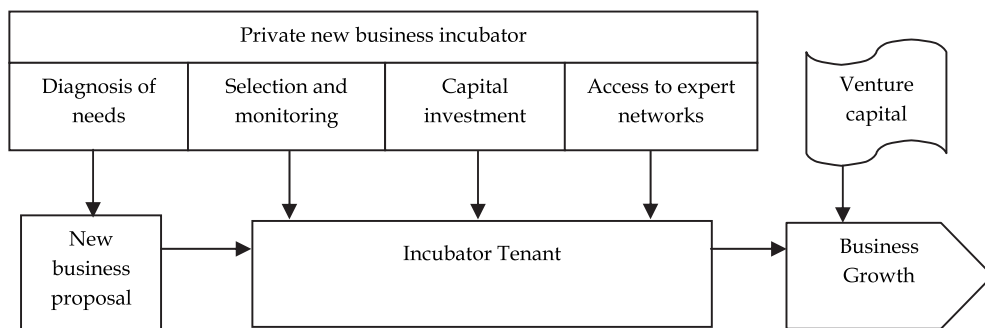 Private new business incubator
Diagnosis of
needs
Selection and
monitoring
Capital
investment
Access to expert
networks
Venture
capital
New
business
proposal
Incubator Tenant
Business
Growth